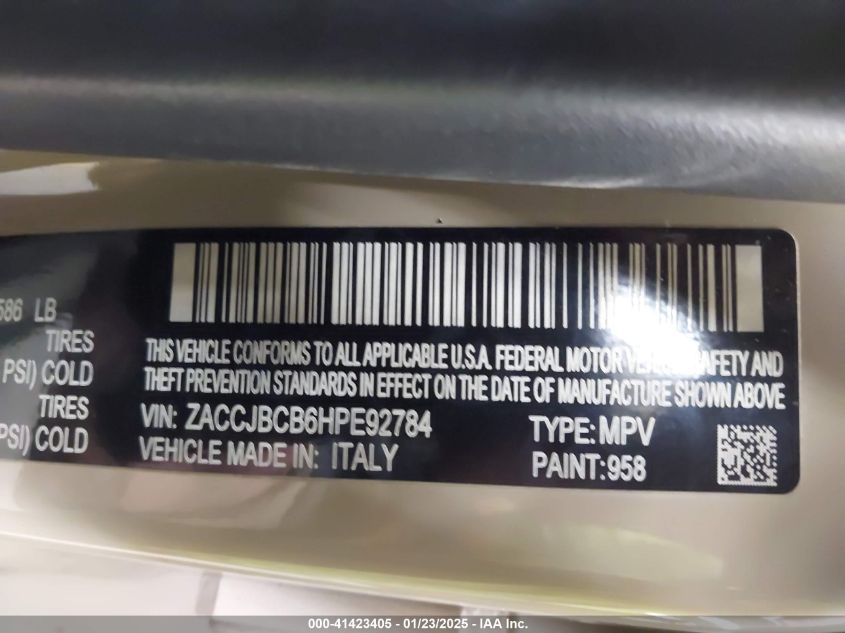 586 LB
TIRES
PSI) COLD
TIRES
PSI) COLD
THIS VEHICLE CONFORMS TO ALL APPLICABLE U.S.A. FEDERAL MOTOR VEHICLE SAFETY AND
THEFT PREVENTION STANDARDS IN EFFECT ON THE DATE OF MANUFACTURE SHOWN ABOVE
VIN: ZACCJBCB6HPE92784 TYPE: MPV
VEHICLE MADE IN: ITALY PAINT: 958
000-41423405 - 01/23/2025 - IAA Inc.